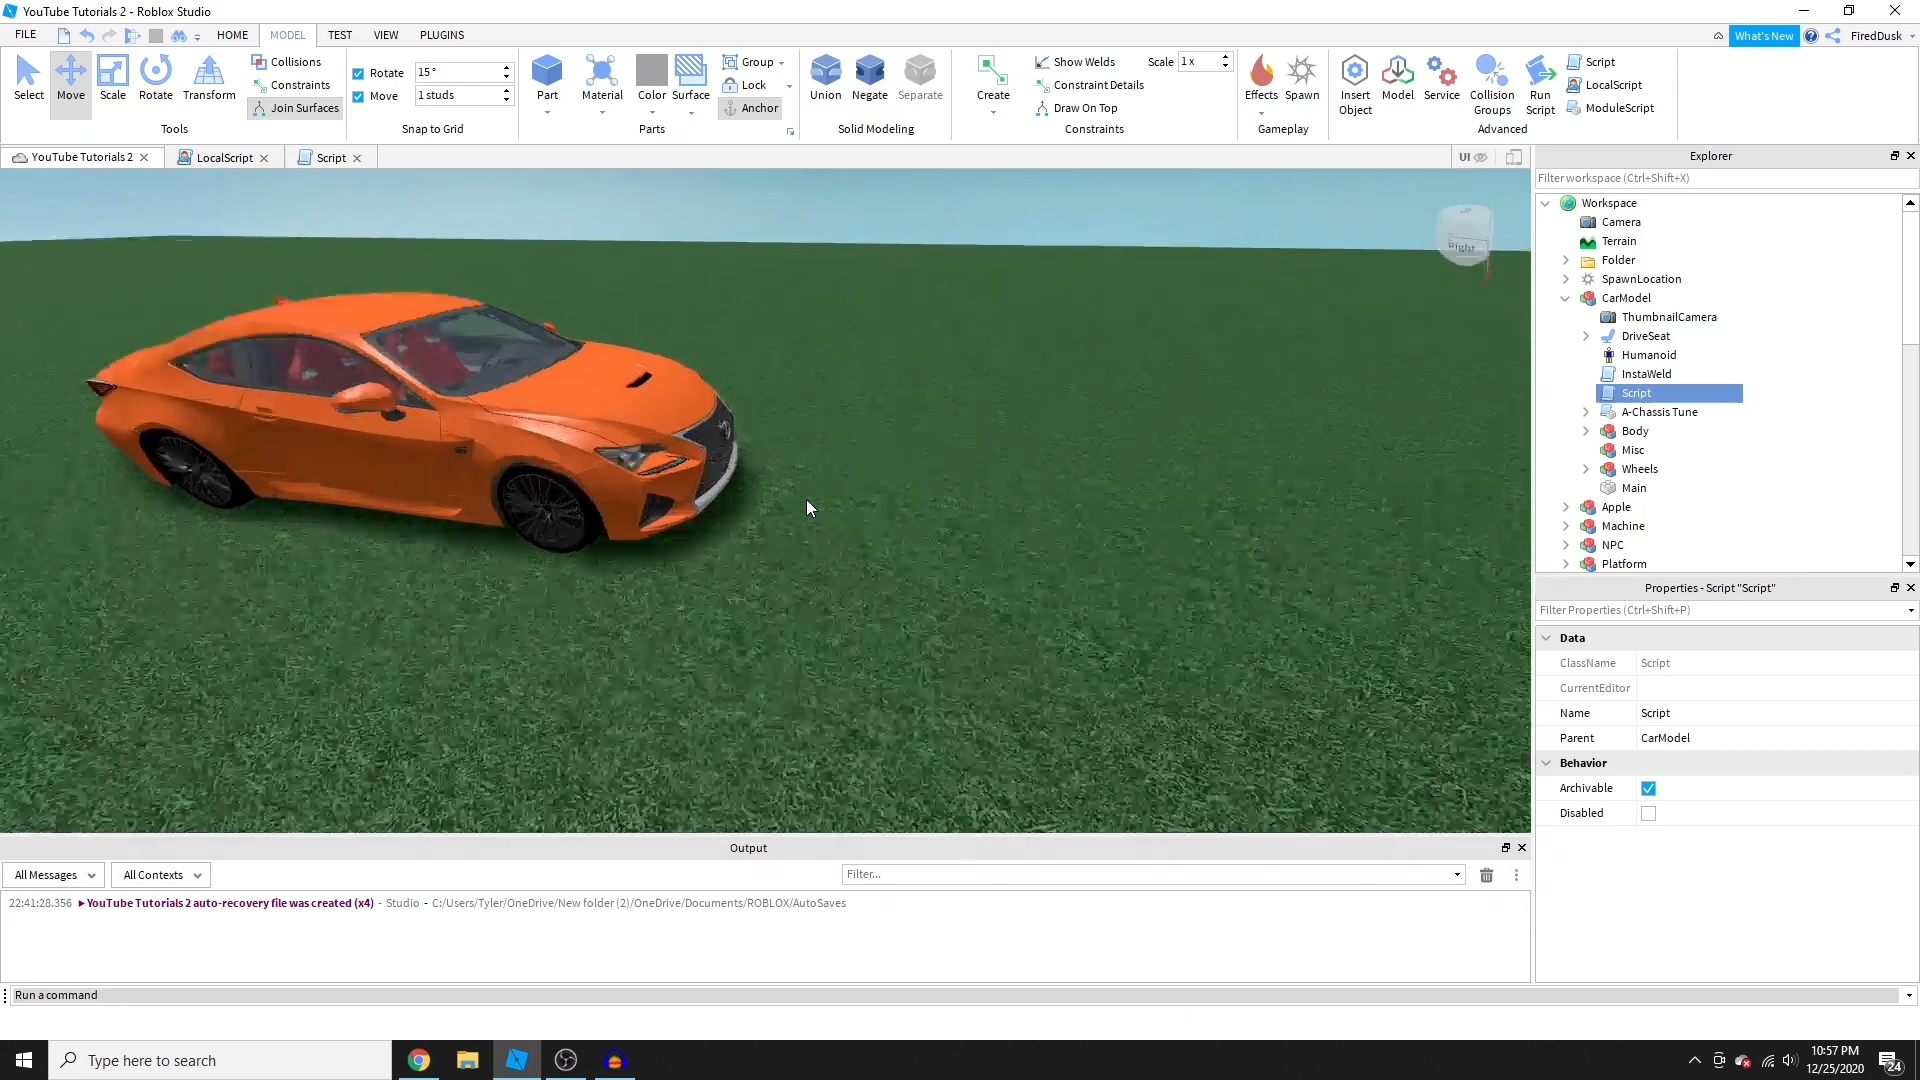 YouTube Tutorials 2 - Roblox Studio
FILE HOME MODEL TEST VIEW PLUGINS What's New FiredDusk
Select Move Scale Rotate Transform
Collisions
Constraints
Join Surfaces
Tools
Rotate 15°
Move 1 studs
Snap to Grid
Part Material Color Surface
Group
Lock
Anchor
Parts
Union Negate Separate
Solid Modeling
Create
Show Welds
Constraint Details
Draw On Top
Scale 1 x
Constraints
Effects Spawn
Gameplay
Insert Object
Model
Service
Collision Groups
Run Script
Script
LocalScript
ModuleScript
Advanced
YouTube Tutorials 2 LocalScript Script UI
Right
Explorer
Filter workspace (Ctrl+Shift+X)
Workspace
Camera
Terrain
Folder
SpawnLocation
CarModel
ThumbnailCamera
DriveSeat
Humanoid
InstaWeld
Script
A-Chassis Tune
Body
Misc
Wheels
Main
Apple
Machine
NPC
Platform
Properties - Script "Script"
Filter Properties (Ctrl+Shift+P)
Data
ClassName Script
CurrentEditor
Name Script
Parent CarModel
Behavior
Archivable
Disabled
Output
All Messages All Contexts Filter...
22:41:28.356 YouTube Tutorials 2 auto-recovery file was created (x4) - Studio - C:/Users/Tyler/OneDrive/New folder (2)/OneDrive/Documents/ROBLOX/AutoSaves
Run a command
Type here to search
10:57 PM
12/25/2020
24